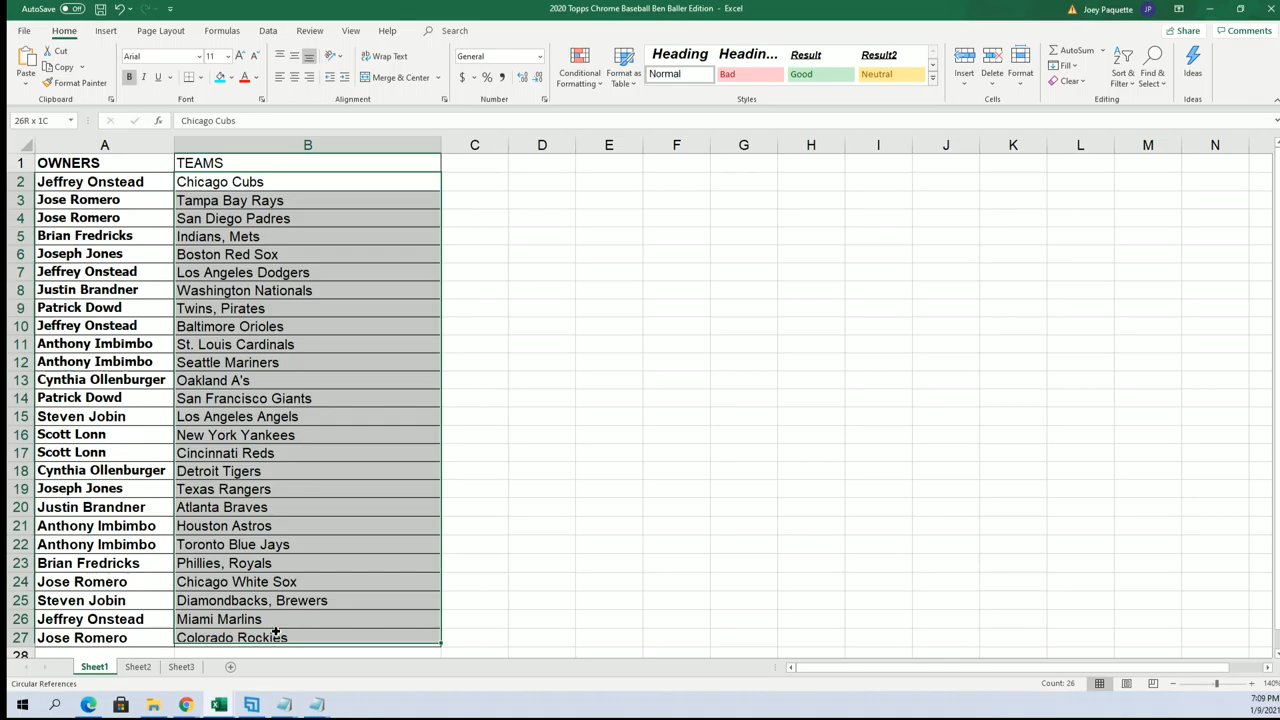 AutoSave Off
2020 Topps Chrome Baseball Ben Baller Edition - Excel
Joey Paquette JP
File Home Insert Draw Page Layout Formulas Data Review View Help Search Share Comments
Paste Cut Copy Format Painter
Clipboard
Arial 11
B I U A
Font
Wrap Text
Merge & Center
Alignment
General
$ % ,
Number
Conditional Formatting Format as Table
Heading Headin... Result Result2
Normal Bad Good Neutral
Styles
Insert Delete Format
Cells
AutoSum
Fill
Clear
Sort & Filter Find & Select
Editing
Ideas
Ideas
26R x 1C fx Chicago Cubs
A B C D E F G H I J K L M N
1 OWNERS TEAMS
2 Jeffrey Onstead Chicago Cubs
3 Jose Romero Tampa Bay Rays
4 Jose Romero San Diego Padres
5 Brian Fredricks Indians, Mets
6 Joseph Jones Boston Red Sox
7 Jeffrey Onstead Los Angeles Dodgers
8 Justin Brandner Washington Nationals
9 Patrick Dowd Twins, Pirates
10 Jeffrey Onstead Baltimore Orioles
11 Anthony Imbimbo St. Louis Cardinals
12 Anthony Imbimbo Seattle Mariners
13 Cynthia Ollenburger Oakland A's
14 Patrick Dowd San Francisco Giants
15 Steven Jobin Los Angeles Angels
16 Scott Lonn New York Yankees
17 Scott Lonn Cincinnati Reds
18 Cynthia Ollenburger Detroit Tigers
19 Joseph Jones Texas Rangers
20 Justin Brandner Atlanta Braves
21 Anthony Imbimbo Houston Astros
22 Anthony Imbimbo Toronto Blue Jays
23 Brian Fredricks Phillies, Royals
24 Jose Romero Chicago White Sox
25 Steven Jobin Diamondbacks, Brewers
26 Jeffrey Onstead Miami Marlins
27 Jose Romero Colorado Rockies
28
Sheet1 Sheet2 Sheet3
Circular References Count: 26 140%
7:09 PM
1/9/2021